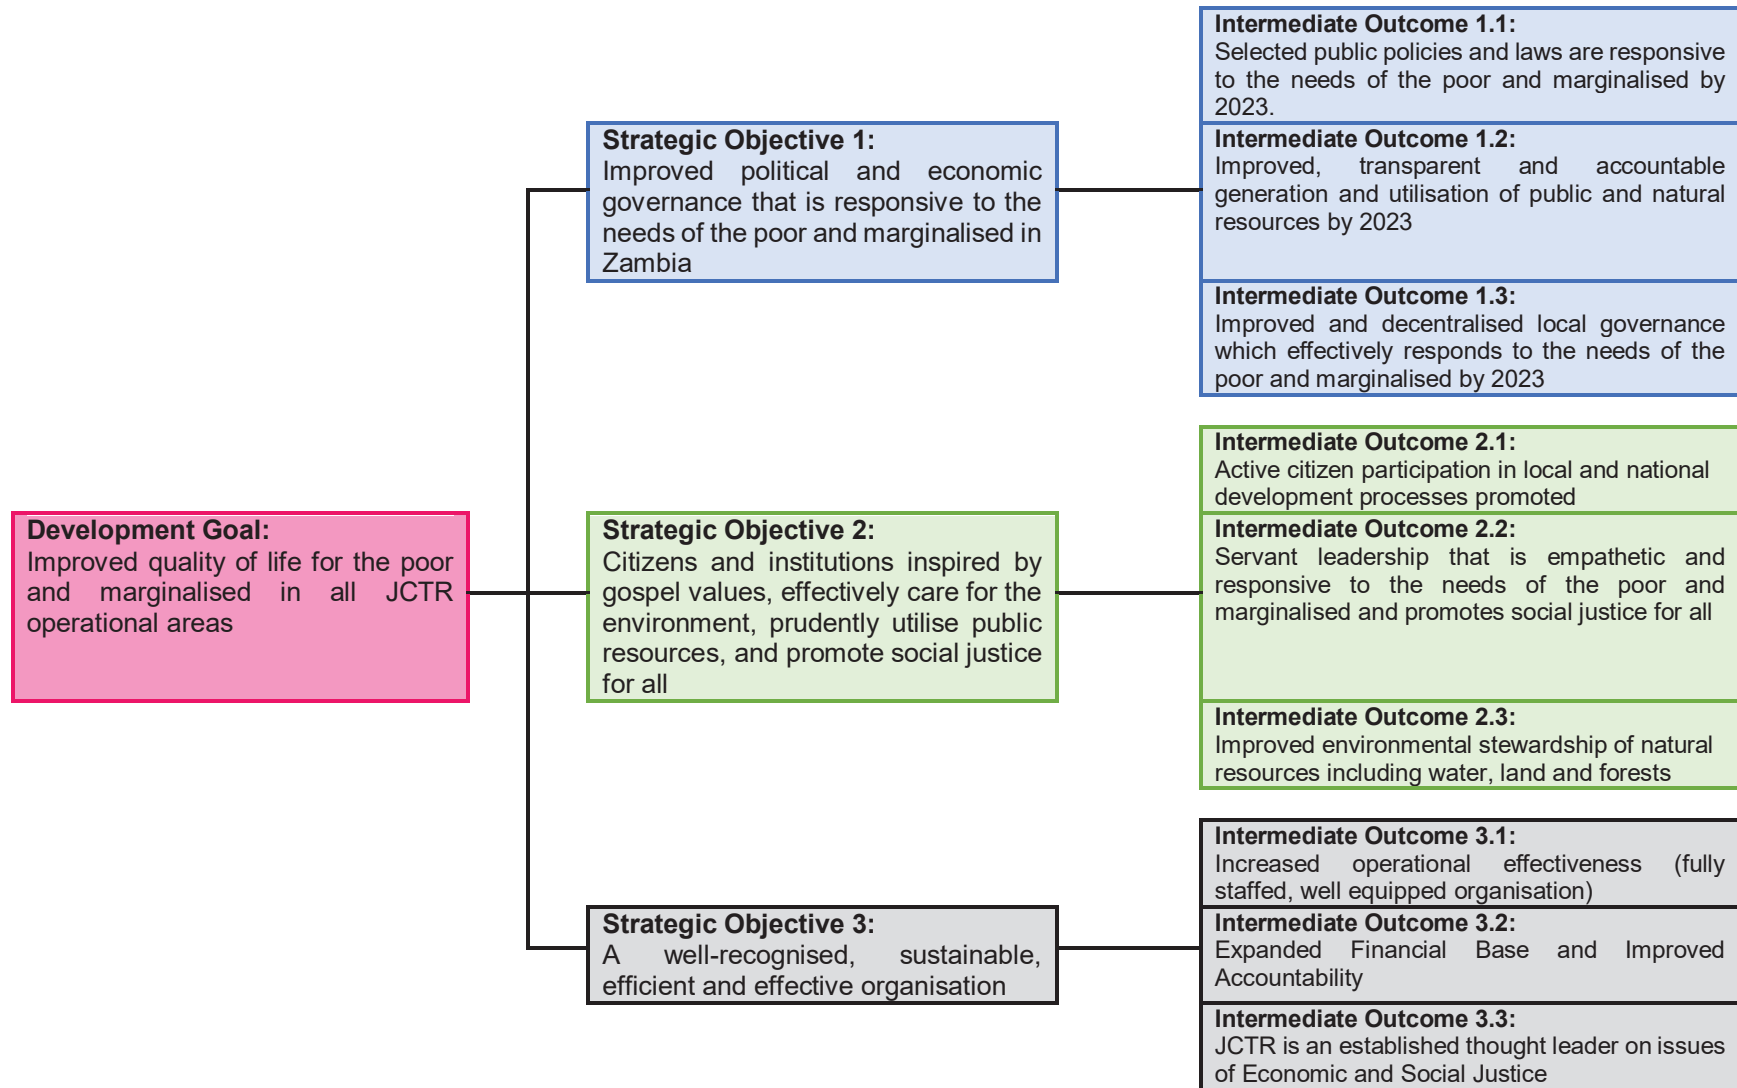 Development Goal:
Improved quality of life for the poor
and marginalised in all JCTR
operational areas
Strategic Objective 1:
Improved political and economic
governance that is responsive to the
needs of the poor and marginalised in
Zambia
Intermediate Outcome 1.1:
Selected public policies and laws are responsive
to the needs of the poor and marginalised by
2023.
Intermediate Outcome 1.2:
Improved, transparent and accountable
generation and utilisation of public and natural
resources by 2023
Intermediate Outcome 1.3:
Improved and decentralised local governance
which effectively responds to the needs of the
poor and marginalised by 2023
Strategic Objective 2:
Citizens and institutions inspired by
gospel values, effectively care for the
environment, prudently utilise public
resources, and promote social justice
for all
Intermediate Outcome 2.1:
Active citizen participation in local and national
development processes promoted
Intermediate Outcome 2.2:
Servant leadership that is empathetic and
responsive to the needs of the poor and
marginalised and promotes social justice for all
Intermediate Outcome 2.3:
Improved environmental stewardship of natural
resources including water, land and forests
Strategic Objective 3:
A well-recognised, sustainable,
efficient and effective organisation
Intermediate Outcome 3.1:
Increased operational effectiveness (fully
staffed, well equipped organisation)
Intermediate Outcome 3.2:
Expanded Financial Base and Improved
Accountability
Intermediate Outcome 3.3:
JCTR is an established thought leader on issues
of Economic and Social Justice